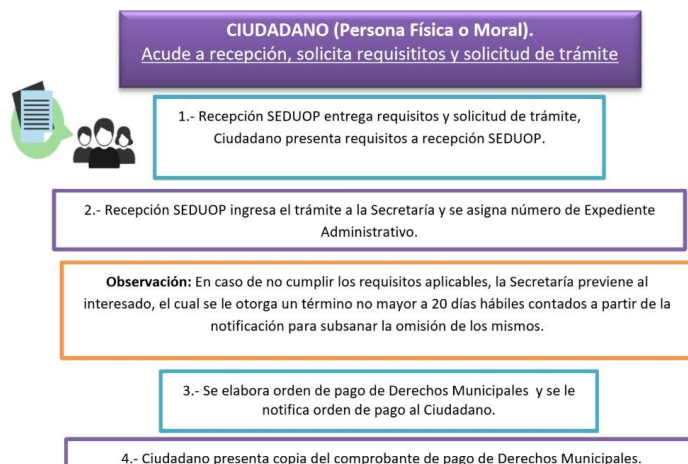 CIUDADANO (Persona Física o Moral).
Acude a recepción, solicita requisititos y solicitud de trámite
1.- Recepción SEDUOP entrega requisitos y solicitud de trámite,
Ciudadano presenta requisitos a recepción SEDUOP.
2.- Recepción SEDUOP ingresa el trámite a la Secretaría y se asigna número de Expediente
Administrativo.
Observación: En caso de no cumplir los requisitos aplicables, la Secretaría previene al
interesado, el cual se le otorga un término no mayor a 20 días hábiles contados a partir de la
notificación para subsanar la omisión de los mismos.
3.- Se elabora orden de pago de Derechos Municipales y se le
notifica orden de pago al Ciudadano.
4.- Ciudadano presenta copia del comprobante de pago de Derechos Municipales.